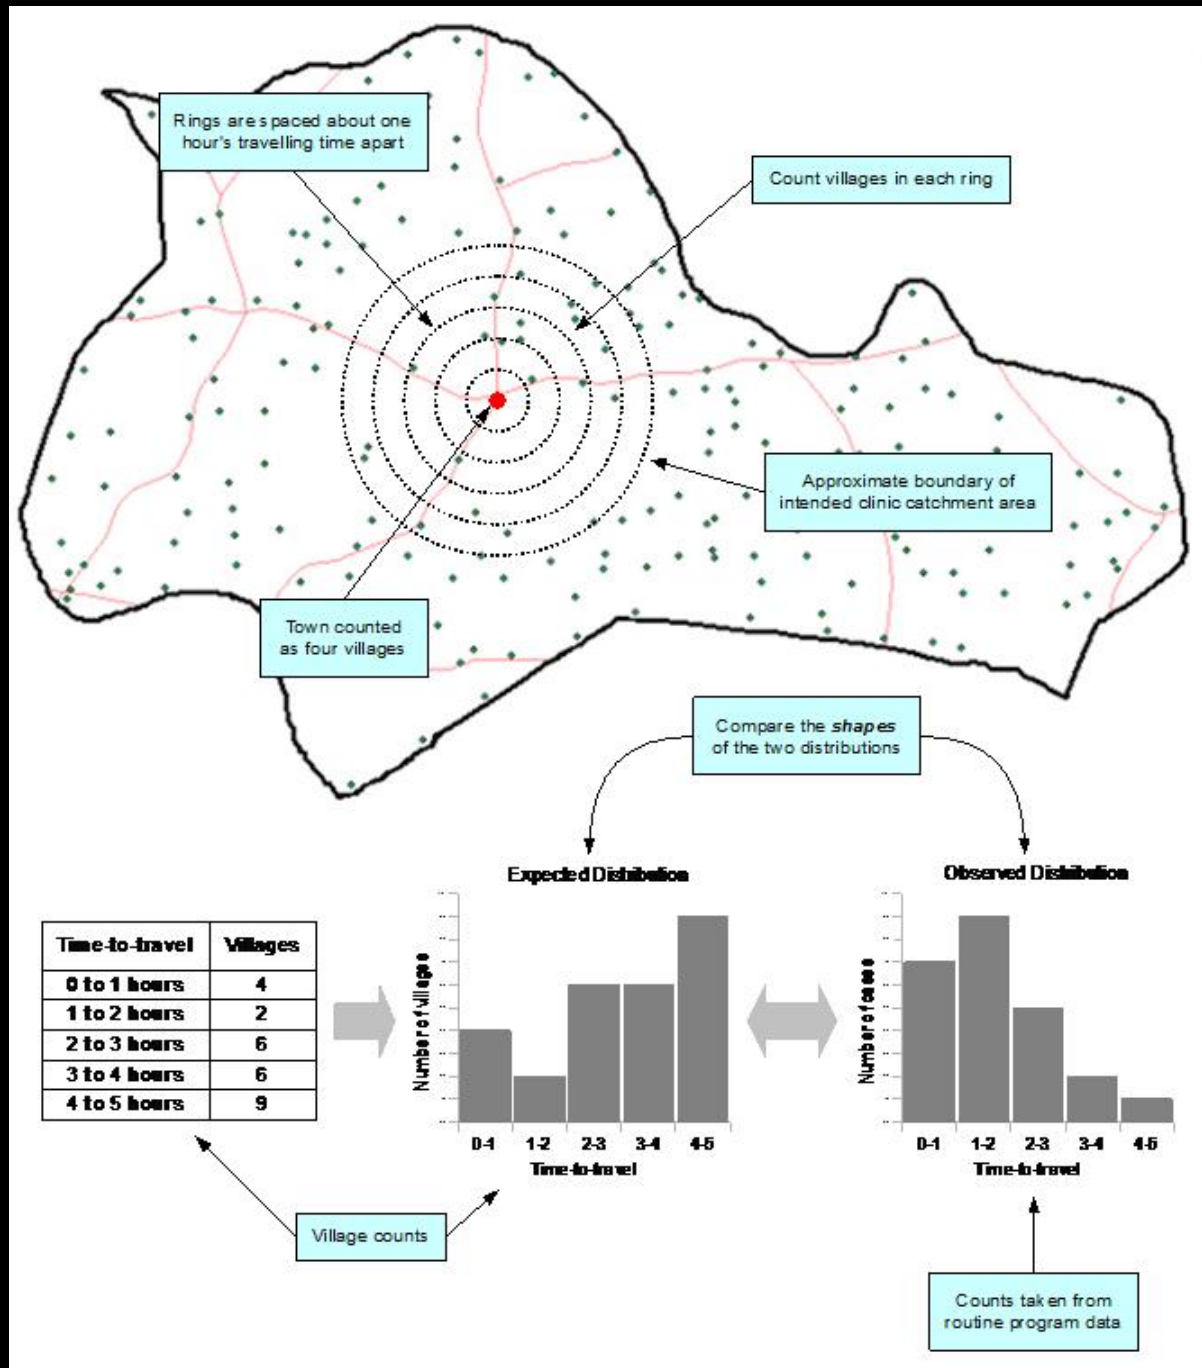 Rings are spaced about one
hour's travelling time apart
Count villages in each ring
Approximate boundary of
intended clinic catchment area
Town counted
as four villages
Compare the shapes
of the two distributions
Time-to-travel Villages
0 to 1 hours 4
1 to 2 hours 2
2 to 3 hours 6
3 to 4 hours 6
4 to 5 hours 9
Expected Distribution
Number of villages
0-1 1-2 2-3 3-4 4-5
Time-to-travel
Observed Distribution
Number of cases
0-1 1-2 2-3 3-4 4-5
Time-to-travel
Village counts
Counts taken from
routine program data